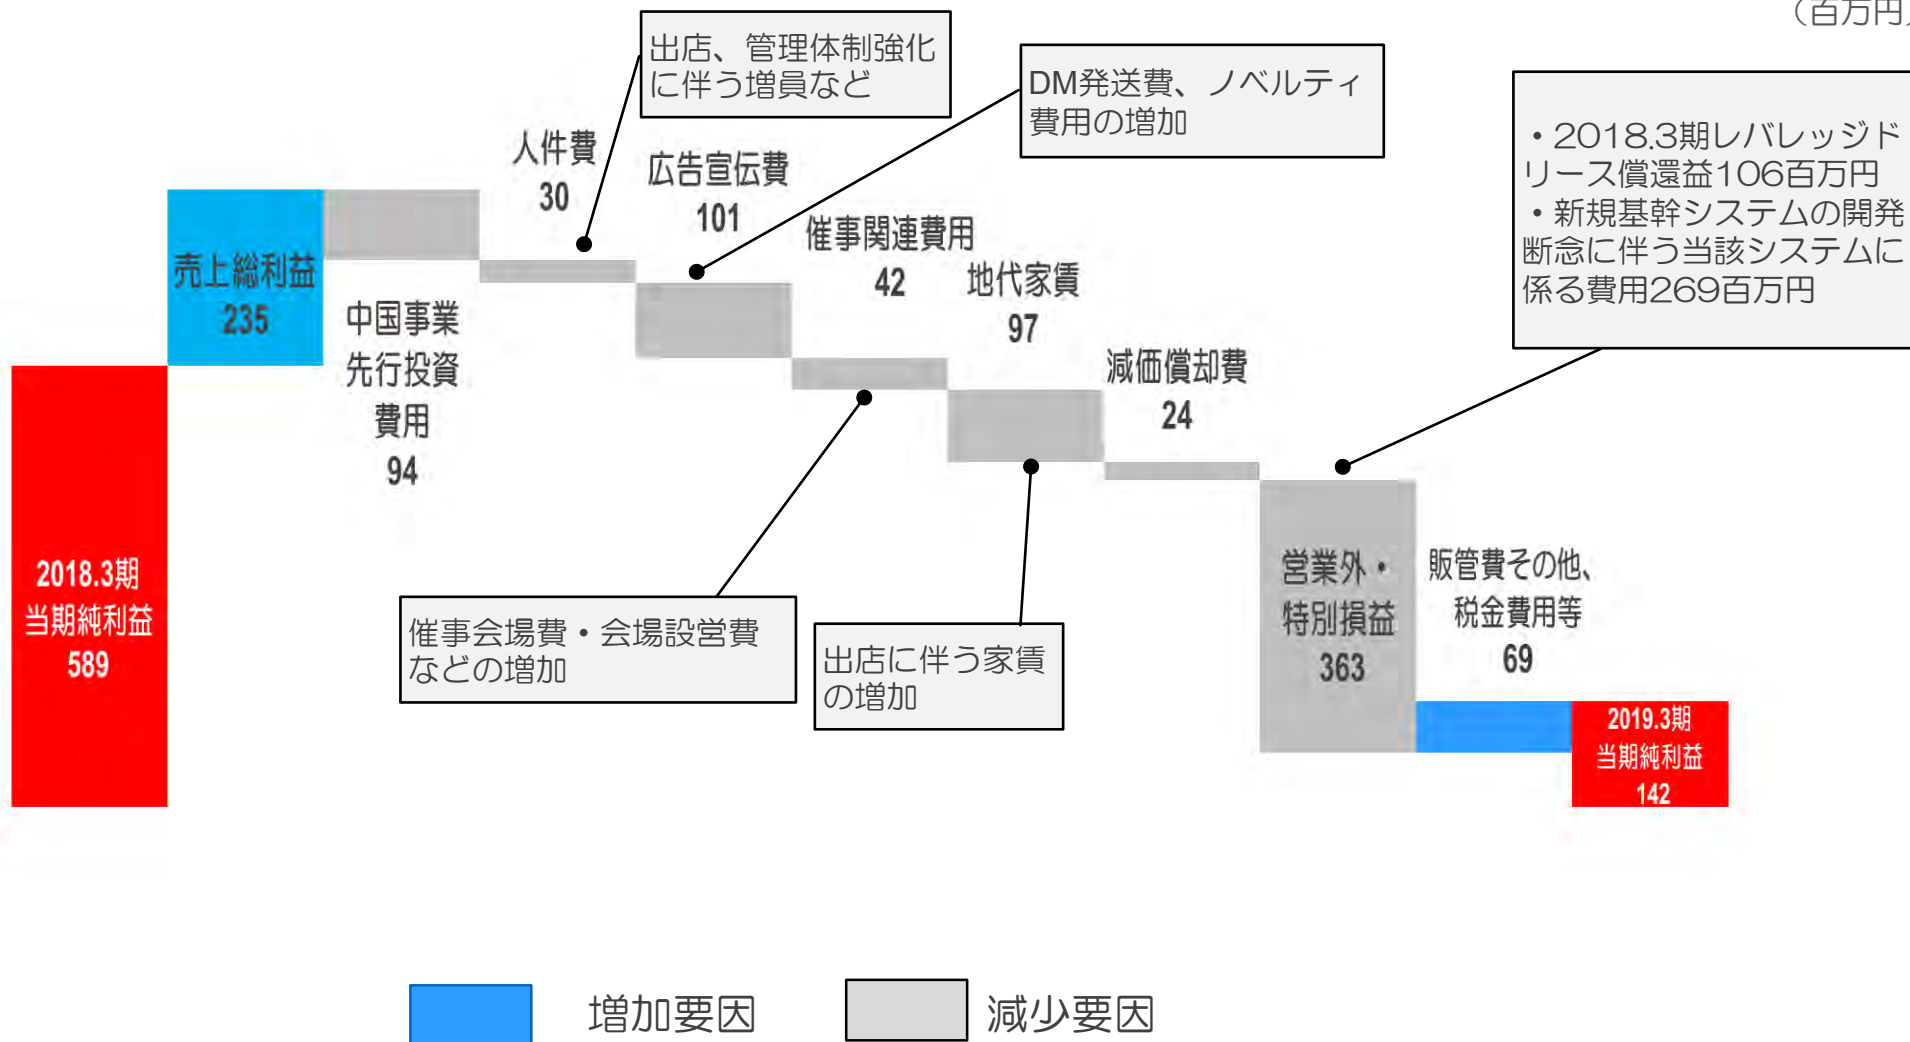 （百万円）
出店、管理体制強化
に伴う増員など
DM発送費、ノベルティ
費用の増加
・2018.3期レバレッジド
リース償還益106百万円
・新規基幹システムの開発
断念に伴う当該システムに
係る費用269百万円
人件費
30
広告宣伝費
101
催事関連費用
42
地代家賃
97
減価償却費
24
売上総利益
235
中国事業
先行投資
費用
94
2018.3期
当期純利益
589
催事会場費・会場設営費
などの増加
出店に伴う家賃
の増加
営業外・
特別損益
363
販管費その他、
税金費用等
69
2019.3期
当期純利益
142
増加要因
減少要因